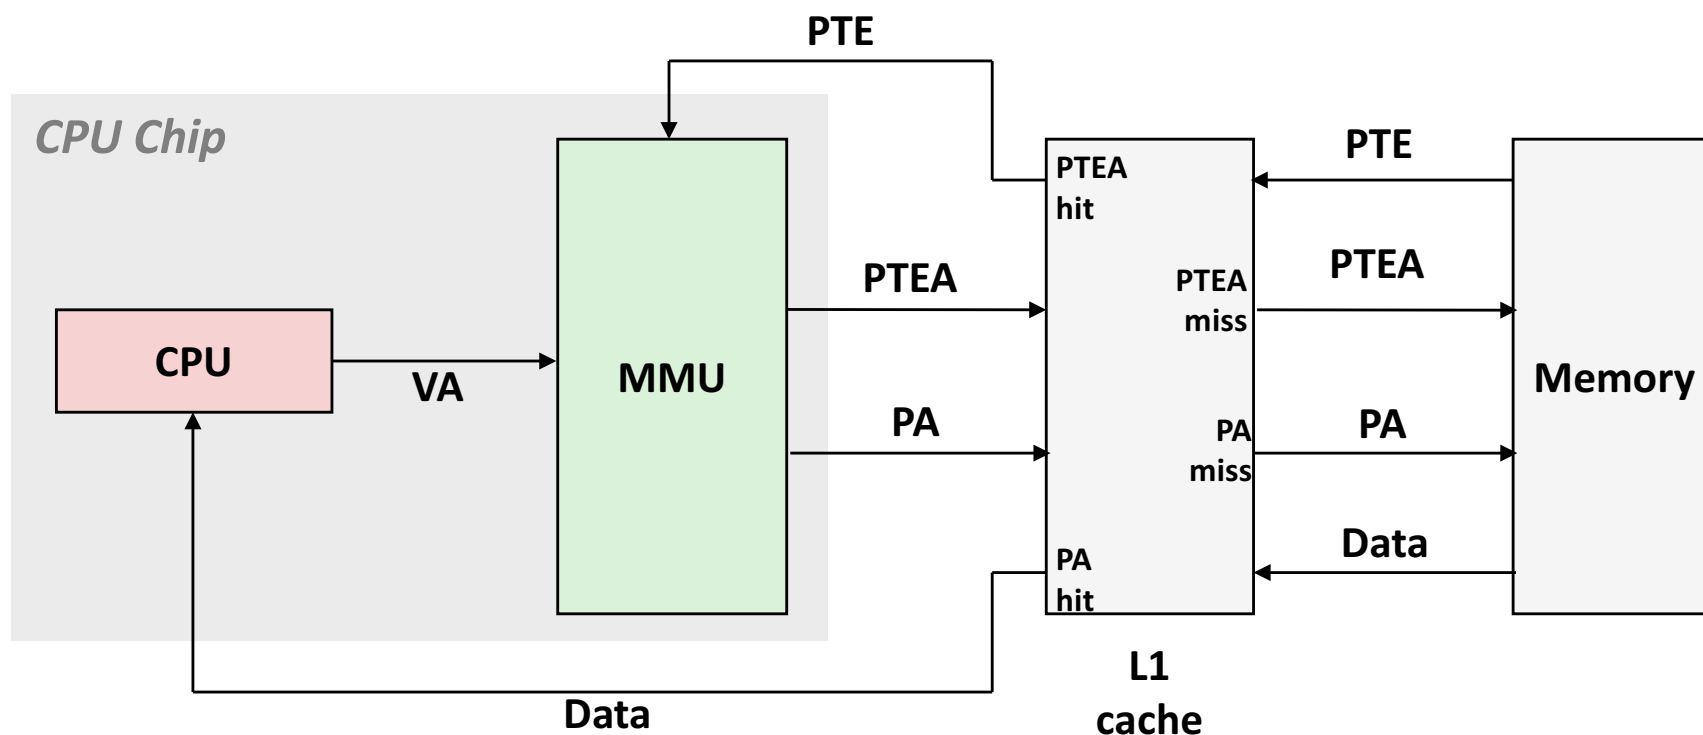 PTE
CPU Chip
PTEA
hit
PTE
PTEA
PTEA
miss
PTEA
CPU
VA
MMU
Memory
PA
PA
miss
PA
PA
hit
Data
L1
cache
Data